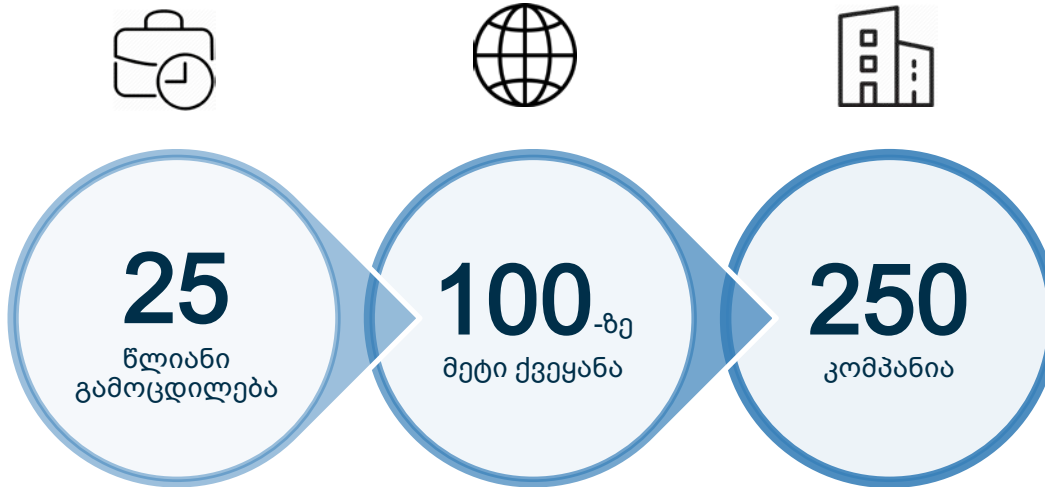 25
წლიანი
გამოცდილება
100-ზე
მეტი ქვეყანა
250
კომპანია